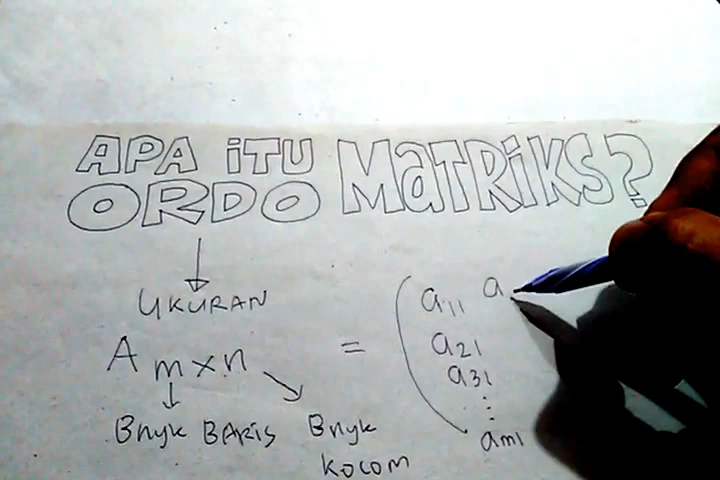 APA iTU
ORDO MaTRiKS?
UKURAN
A m×n = ( a11 a
a21
a31
⋮
am1
Bnyk BARIS
Bnyk
KOLOM